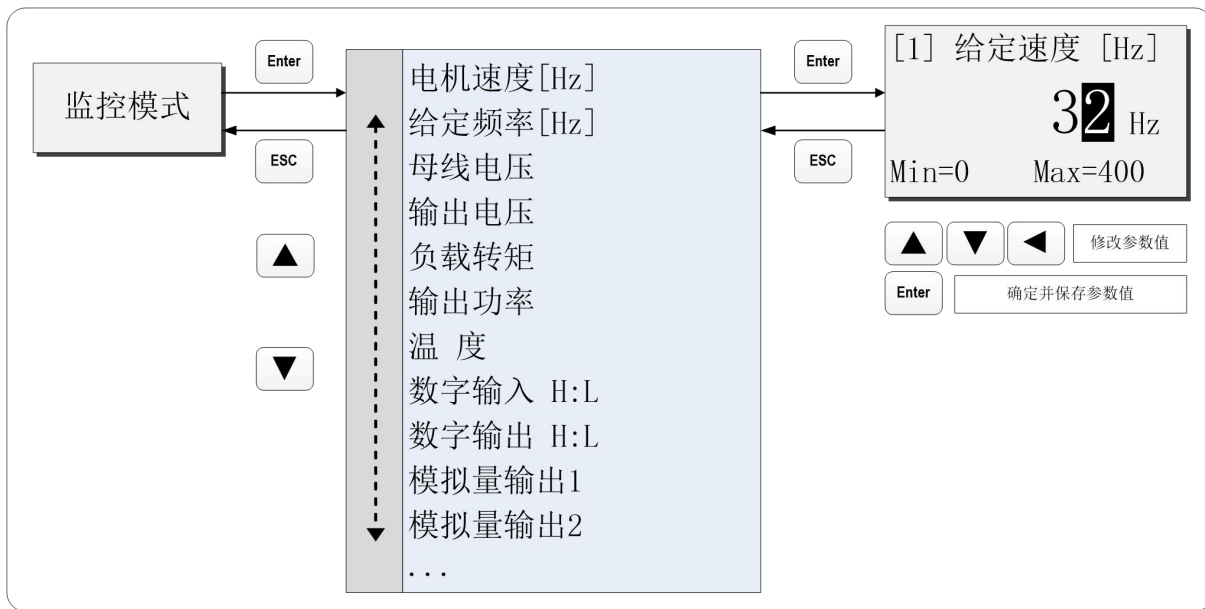 监控模式
Enter
ESC
电机速度[Hz]
给定频率[Hz]
母线电压
输出电压
负载转矩
输出功率
温 度
数字输入 H:L
数字输出 H:L
模拟量输出1
模拟量输出2
...
Enter
ESC
[1] 给定速度 [Hz]
32 Hz
Min=0 Max=400
修改参数值
Enter 确定并保存参数值